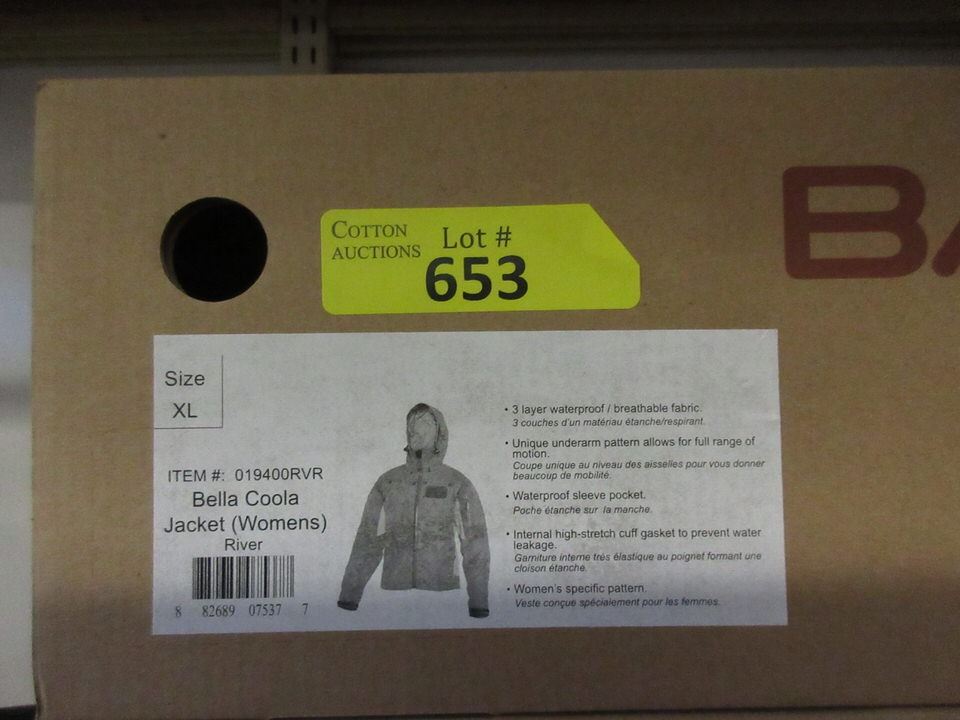 COTTON
AUCTIONS
Lot #
653
Size
XL
ITEM #: 019400RVR
Bella Coola
Jacket (Womens)
River
8 82689 07537 7
• 3 layer waterproof / breathable fabric.
3 couches d'un matériau étanche/respirant.
• Unique underarm pattern allows for full range of
motion.
Coupe unique au niveau des aisselles pour vous donner
beaucoup de mobilité.
• Waterproof sleeve pocket.
Poche étanche sur la manche.
• Internal high-stretch cuff gasket to prevent water
leakage.
Garniture interne très élastique au poignet formant une
cloison étanche.
• Women's specific pattern.
Veste conçue spécialement pour les femmes.